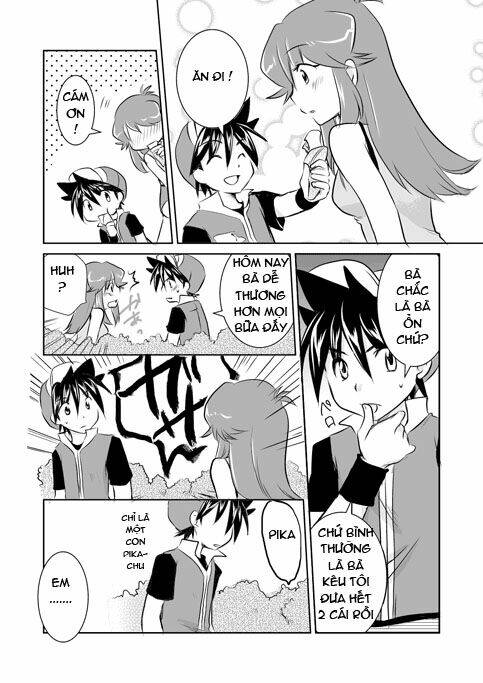 ĂN ĐI !
CÁM
ƠN
!
BÀ
CHẮC
LÀ BÀ
ỔN
CHỨ?
HÔM NAY
BÀ DỄ
THƯƠNG
HƠN MỌI
BỮA ĐẤY
HUH
?
CHỨ BÌNH
THƯỜNG
LÀ BÀ
KÊU TÔI
ĐƯA HẾT
2 CÁI RỒI
PIKA
CHỈ LÀ
MỘT
CON
PIKA-
CHU
EM
.......